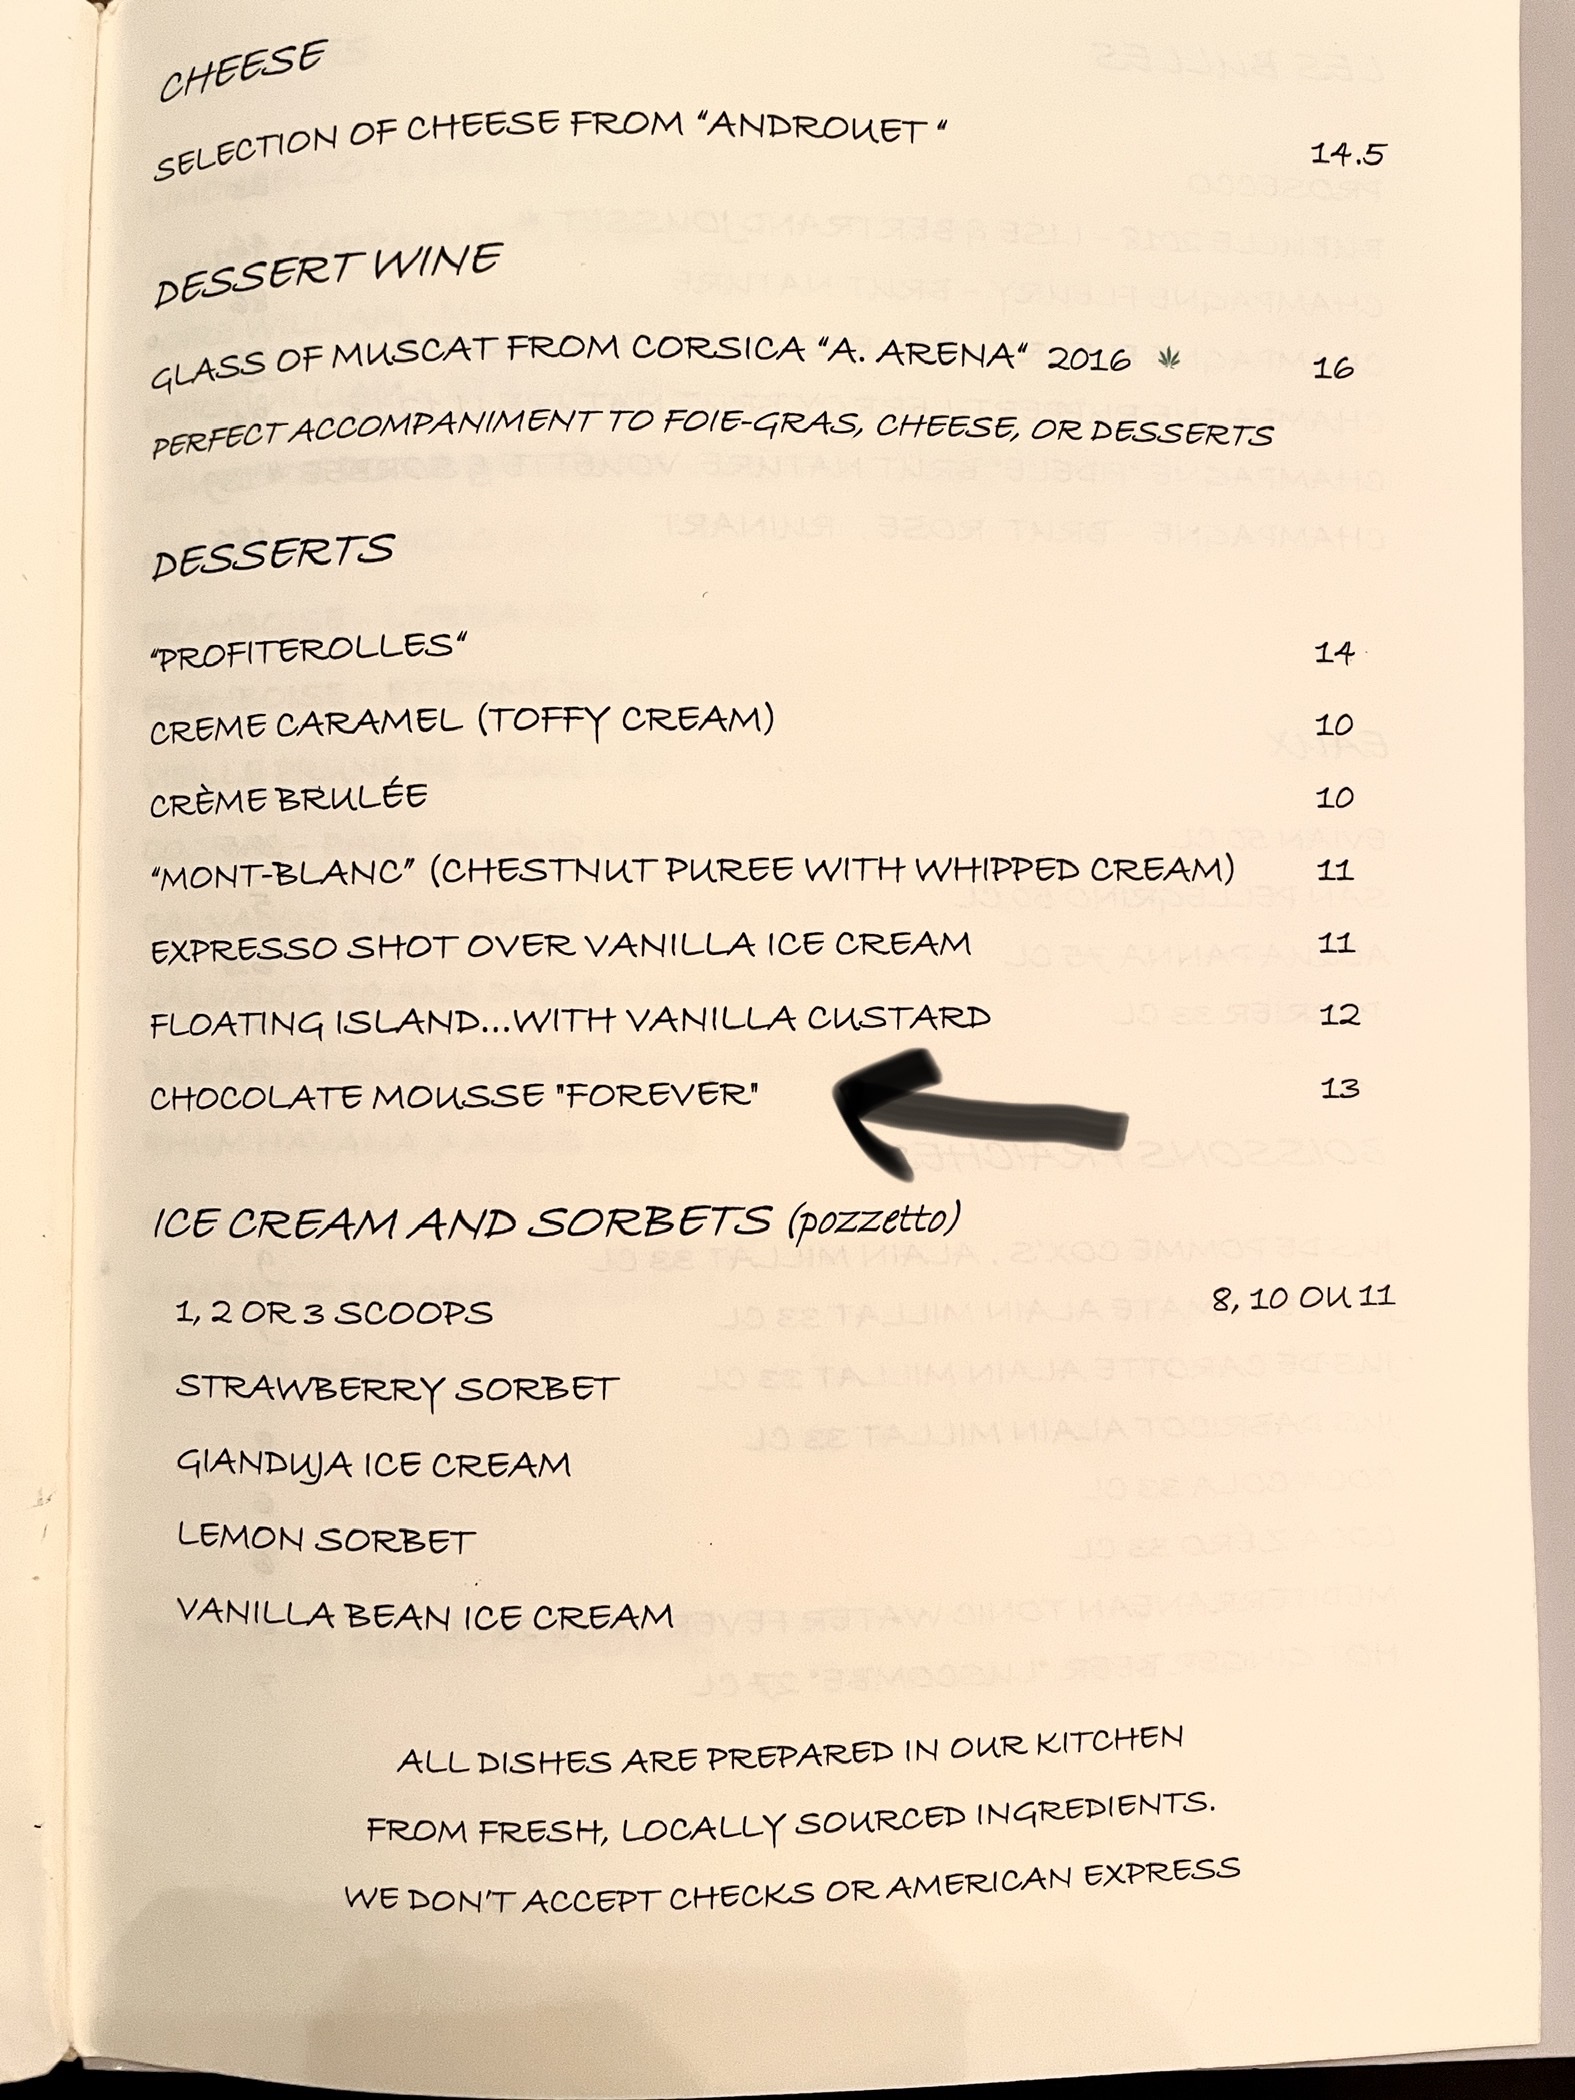 CHEESE
SELECTION OF CHEESE FROM "ANDROUET " 14.5
DESSERT WINE
GLASS OF MUSCAT FROM CORSICA "A. ARENA" 2016 16
PERFECT ACCOMPANIMENT TO FOIE-GRAS, CHEESE, OR DESSERTS
DESSERTS
"PROFITEROLLES" 14
CREME CARAMEL (TOFFY CREAM) 10
CRÈME BRULÉE 10
"MONT-BLANC" (CHESTNUT PUREE WITH WHIPPED CREAM) 11
EXPRESSO SHOT OVER VANILLA ICE CREAM 11
FLOATING ISLAND...WITH VANILLA CUSTARD 12
CHOCOLATE MOUSSE "FOREVER" 13
ICE CREAM AND SORBETS (pozzetto)
1, 2 OR 3 SCOOPS 8, 10 OU 11
STRAWBERRY SORBET
GIANDUJA ICE CREAM
LEMON SORBET
VANILLA BEAN ICE CREAM
ALL DISHES ARE PREPARED IN OUR KITCHEN
FROM FRESH, LOCALLY SOURCED INGREDIENTS.
WE DON'T ACCEPT CHECKS OR AMERICAN EXPRESS